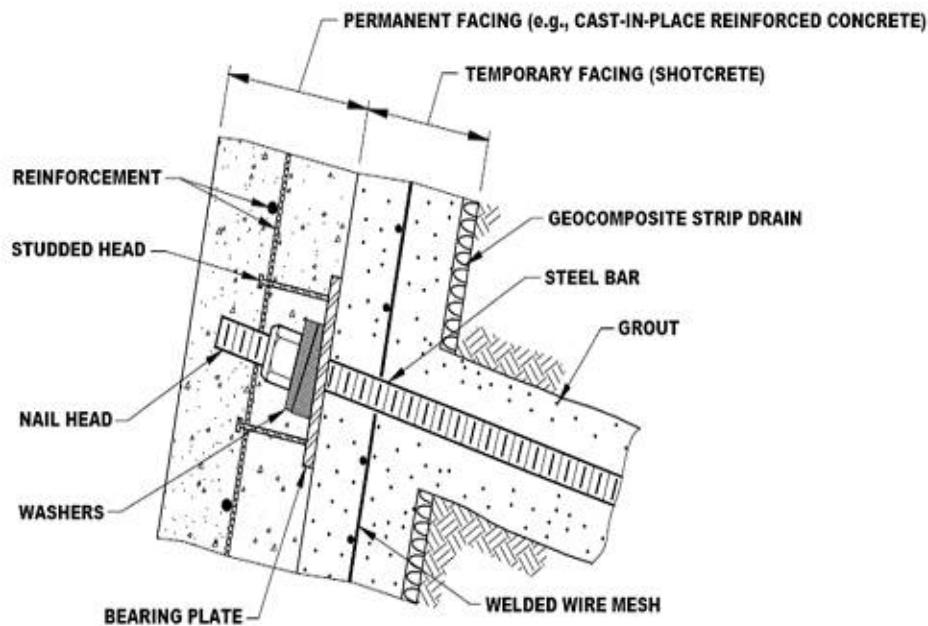 PERMANENT FACING (e.g., CAST-IN-PLACE REINFORCED CONCRETE)
TEMPORARY FACING (SHOTCRETE)
REINFORCEMENT
GEOCOMPOSITE STRIP DRAIN
STUDDED HEAD
STEEL BAR
GROUT
NAIL HEAD
WASHERS
BEARING PLATE
WELDED WIRE MESH